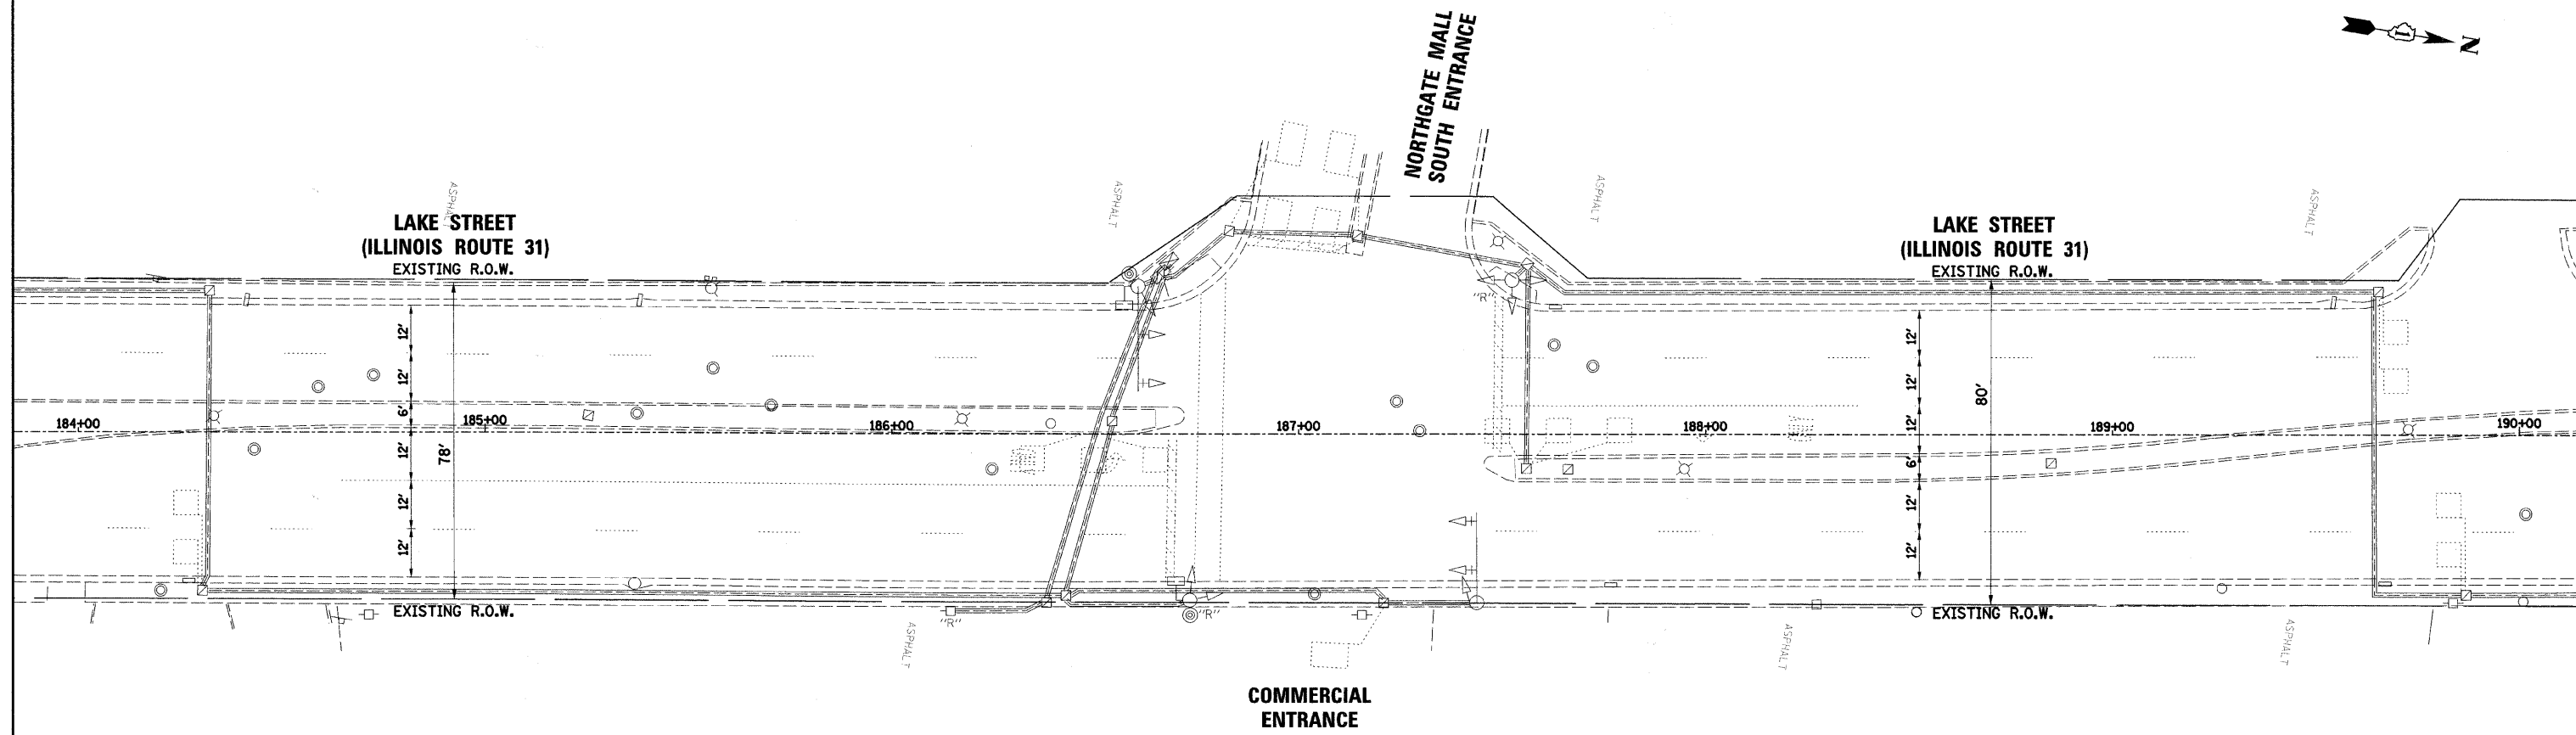 NORTHGATE MALL
SOUTH ENTRANCE
N
ASPHALT
ASPHALT
ASPHALT
ASPHALT
LAKE STREET
(ILLINOIS ROUTE 31)
EXISTING R.O.W.
LAKE STREET
(ILLINOIS ROUTE 31)
EXISTING R.O.W.
"R"
12'
12'
6'
12'
12'
12'
78'
12'
12'
12'
6'
12'
12'
80'
184+00
185+00
186+00
187+00
188+00
189+00
190+00
EXISTING R.O.W.
"R"
"R"
EXISTING R.O.W.
ASPHALT
ASPHALT
ASPHALT
COMMERCIAL
ENTRANCE